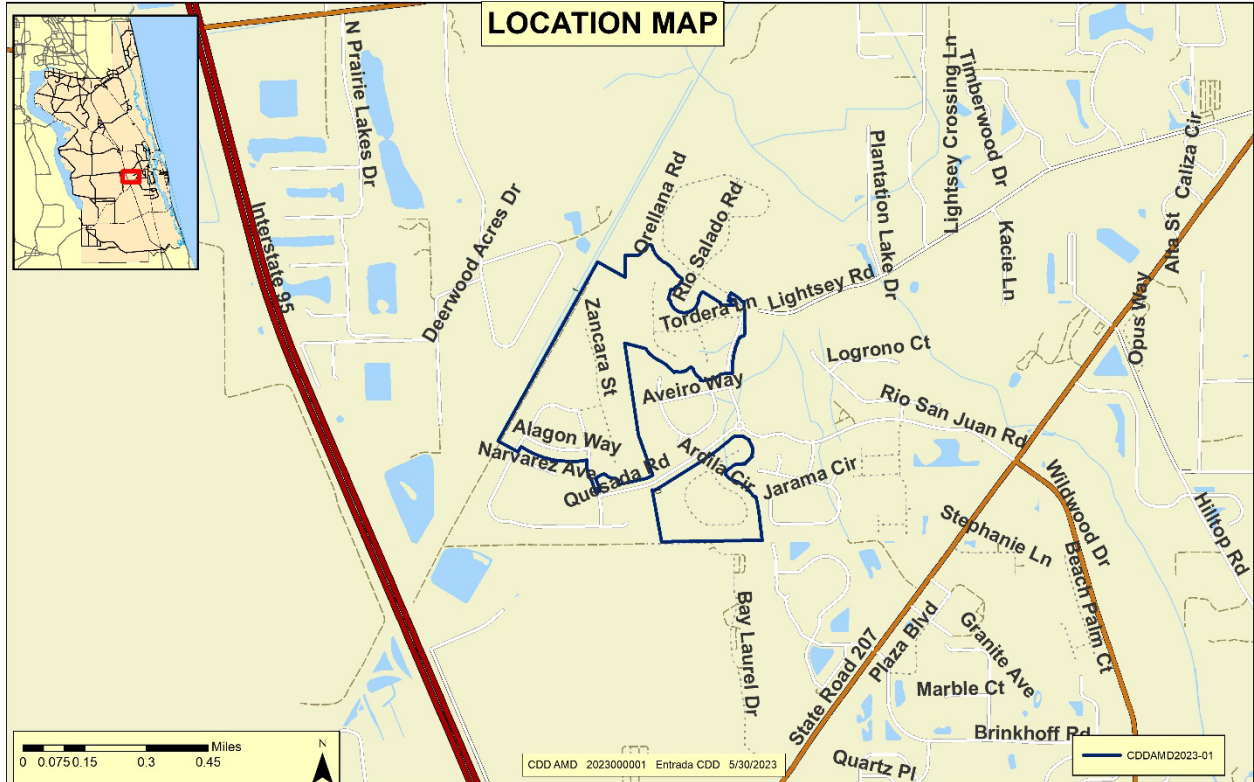 LOCATION MAP
N Prairie Lakes Dr
Interstate 95
Deerwood Acres Dr
Orellana Rd
Rio Salado Rd
Zancara St
Tordera Ln
Lightsey Rd
Plantation Lake Dr
Lightsey Crossing Ln
Timberwood Dr
Kacie Ln
Caliza Cir
Alta St
Opus Way
Logrono Ct
Aveiro Way
Rio San Juan Rd
Alagon Way
Narvarez Ave
Quesada Rd
Ardila Cir
Jarama Cir
Wildwood Dr
Hilltop Rd
Stephanie Ln
Beach Palm Ct
Bay Laurel Dr
State Road 207
Plaza Blvd
Granite Ave
Marble Ct
Brinkhoff Rd
Quartz Pl
Miles
0 0.075 0.15 0.3 0.45
N
CDD AMD 2023000001 Entrada CDD 5/30/2023
CDDAMD2023-01